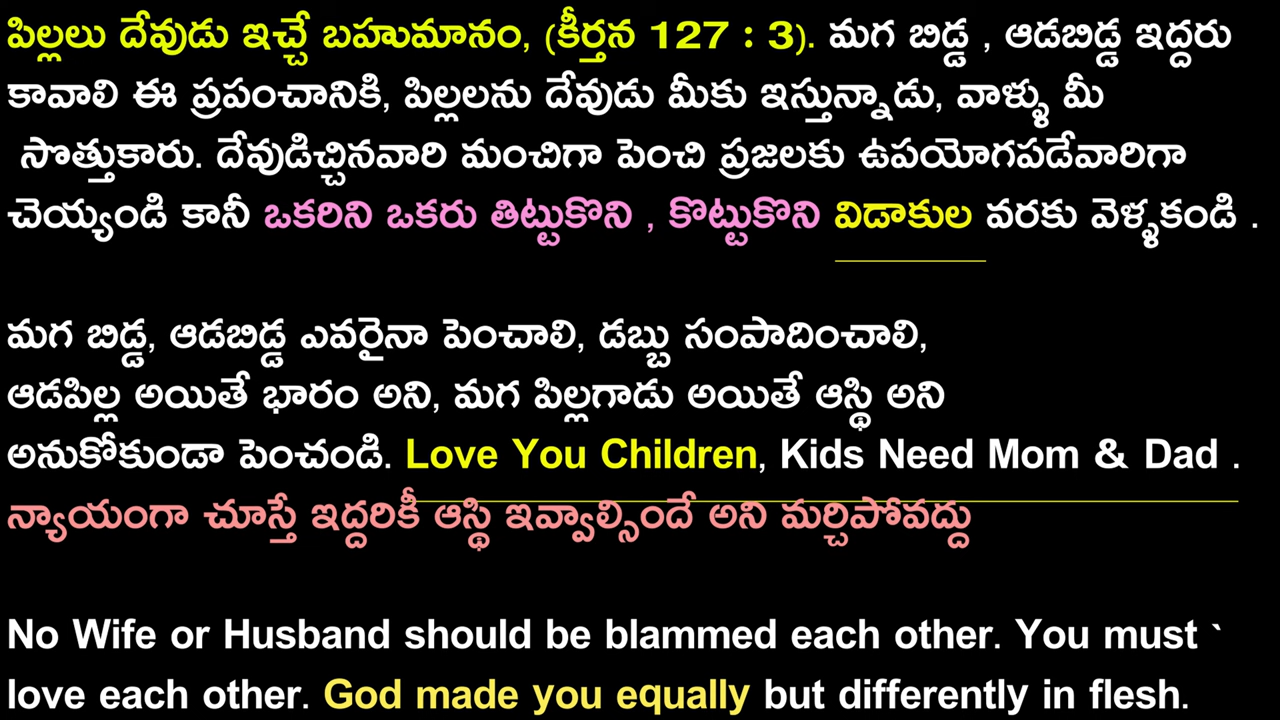 పిల్లలు దేవుడు ఇచ్చే బహుమానం, (కీర్తన 127 : 3). మగ బిడ్డ , ఆడబిడ్డ ఇద్దరు
కావాలి ఈ ప్రపంచానికి, పిల్లలను దేవుడు మీకు ఇస్తున్నాడు, వాళ్ళు మీ
సొత్తుకారు. దేవుడిచ్చినవారి మంచిగా పెంచి ప్రజలకు ఉపయోగపడేవారిగా
చెయ్యండి కానీ ఒకరిని ఒకరు తిట్టుకొని , కొట్టుకొని విడాకుల వరకు వెళ్ళకండి .
మగ బిడ్డ, ఆడబిడ్డ ఎవరైనా పెంచాలి, డబ్బు సంపాదించాలి,
ఆడపిల్ల అయితే భారం అని, మగ పిల్లగాడు అయితే ఆస్థి అని
అనుకోకుండా పెంచండి. Love You Children, Kids Need Mom & Dad .
న్యాయంగా చూస్తే ఇద్దరికీ ఆస్థి ఇవ్వాల్సిందే అని మర్చిపోవద్దు
No Wife or Husband should be blammed each other. You must `
love each other. God made you equally but differently in flesh.